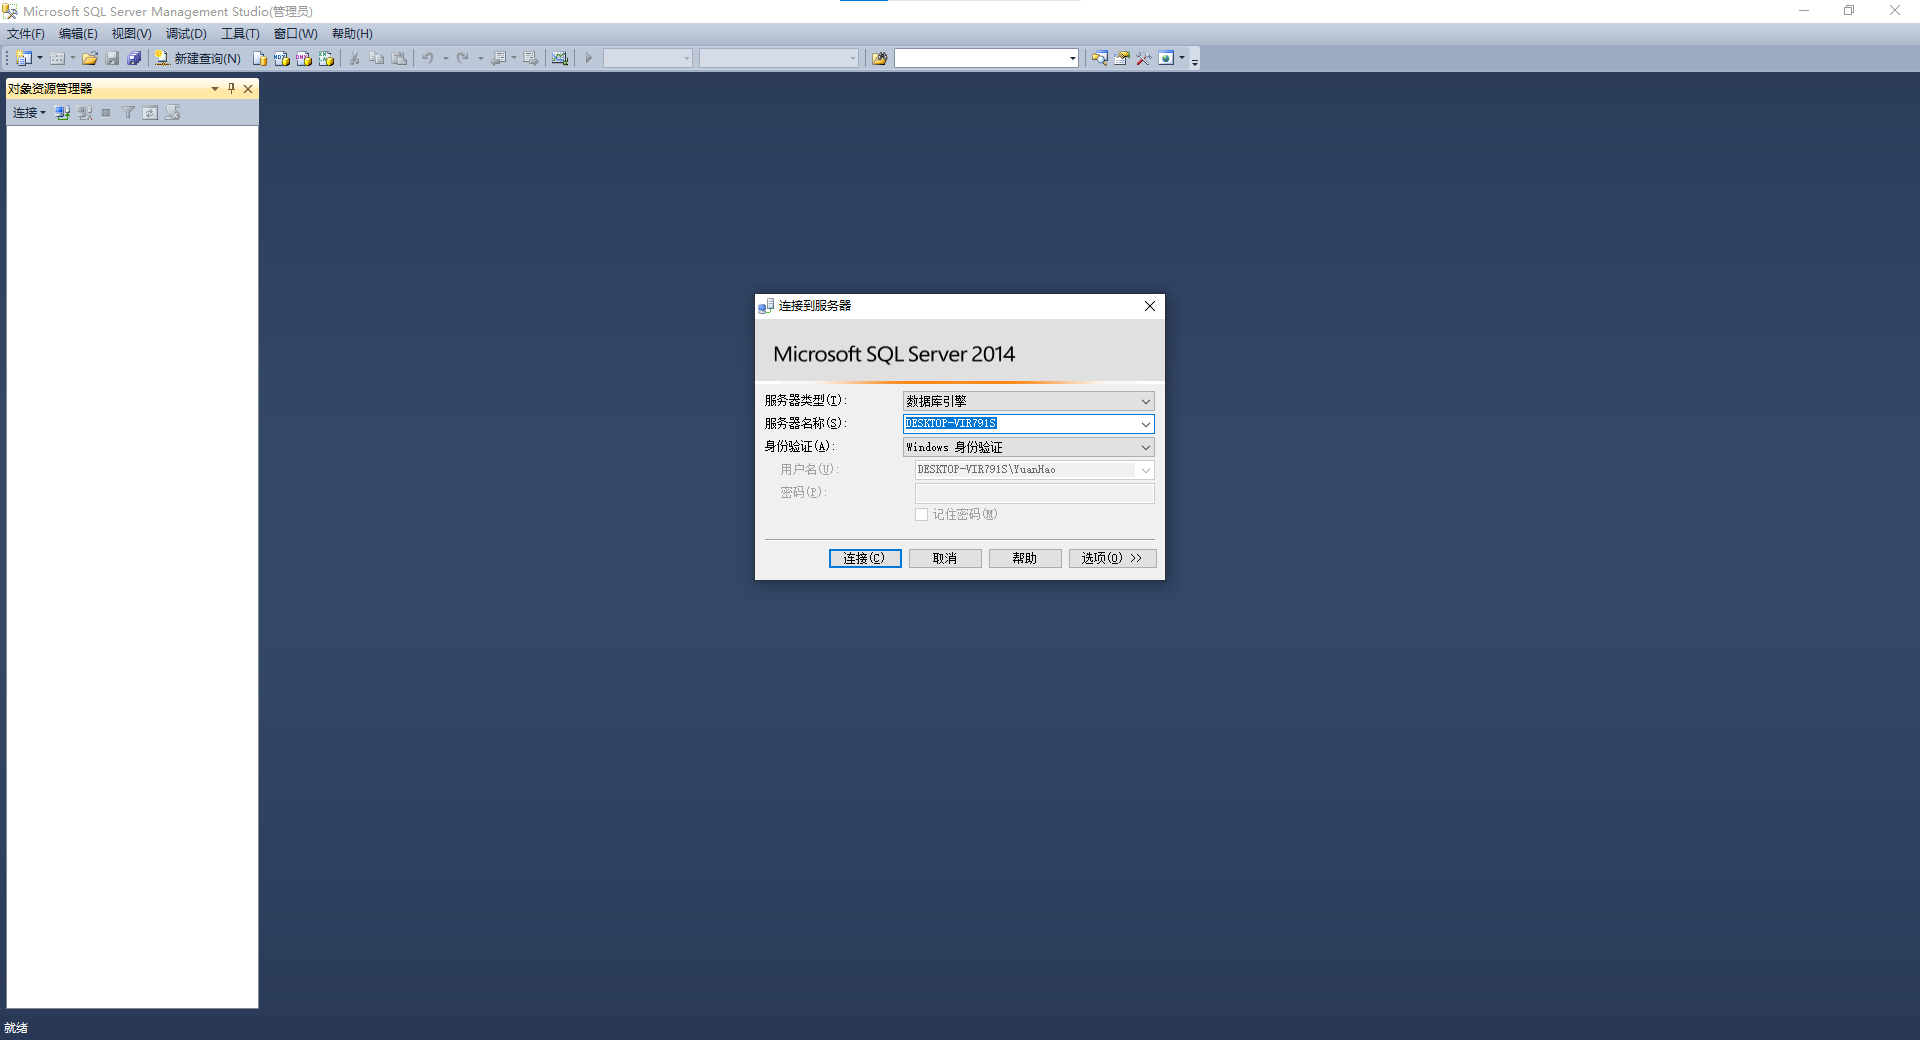 Microsoft SQL Server Management Studio(管理员)
文件(F) 编辑(E) 视图(V) 调试(D) 工具(T) 窗口(W) 帮助(H)
新建查询(N)
对象资源管理器
连接
连接到服务器
Microsoft SQL Server 2014
服务器类型(T): 数据库引擎
服务器名称(S): DESKTOP-VIR791S
身份验证(A): Windows 身份验证
用户名(U): DESKTOP-VIR791S\YuanHao
密码(P):
记住密码(M)
连接(C) 取消 帮助 选项(O) >>
就绪